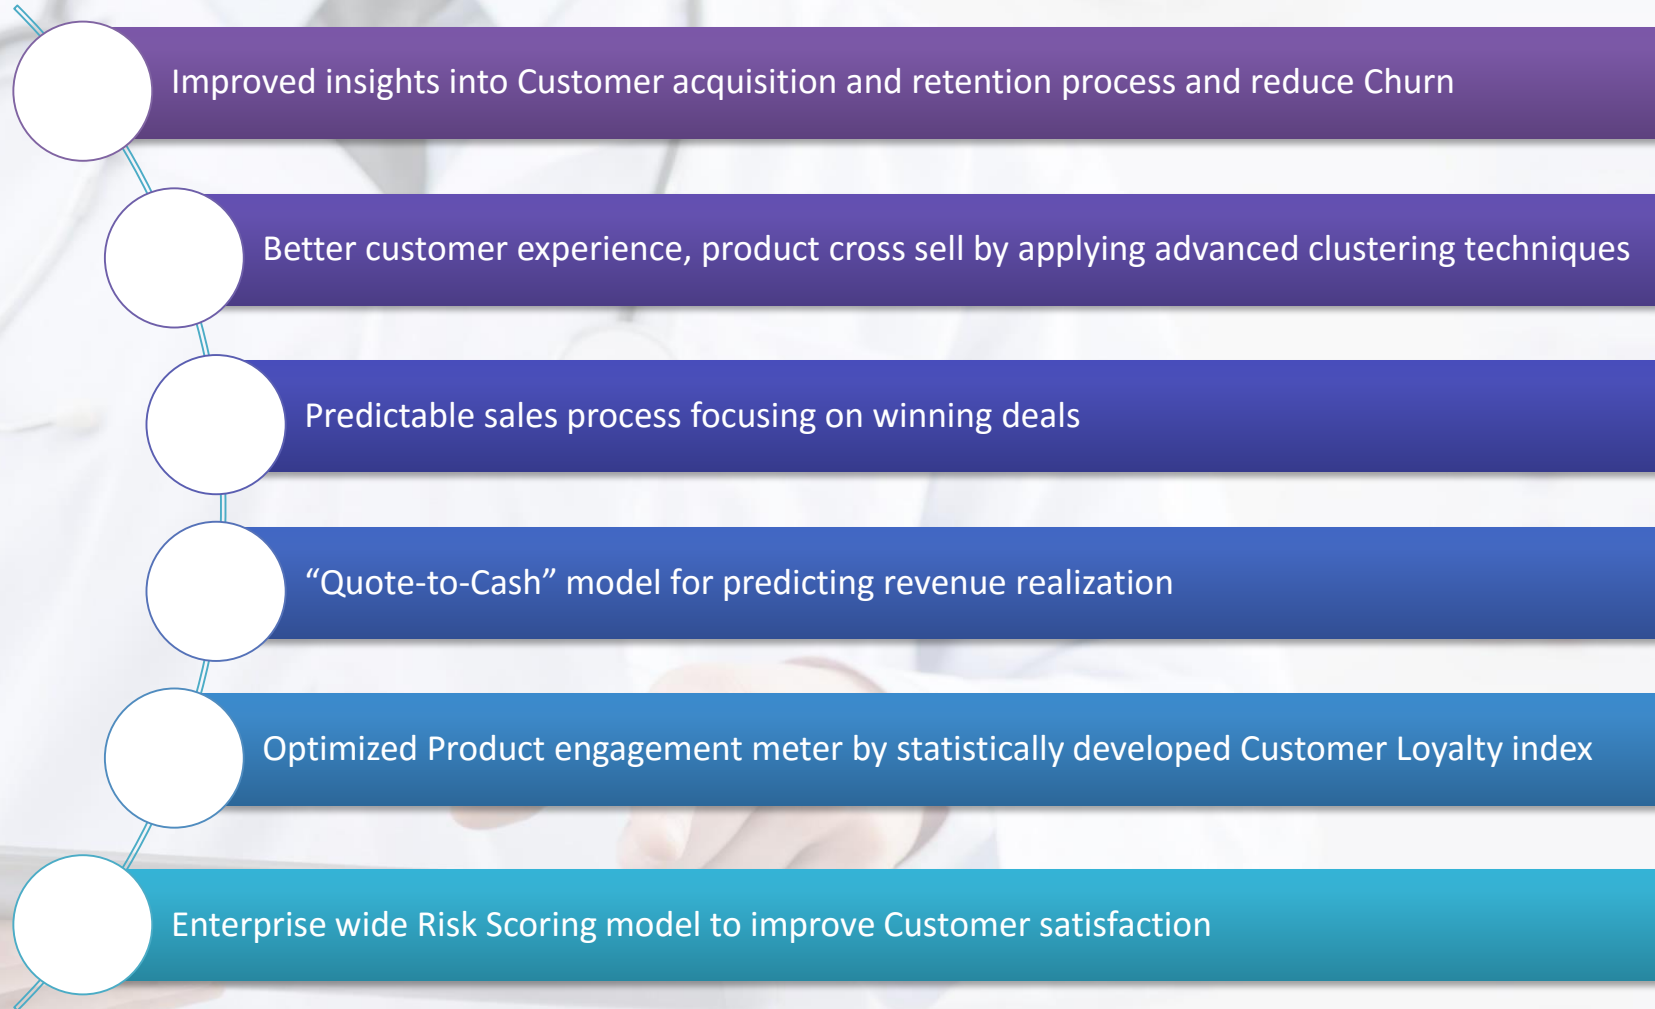 Improved insights into Customer acquisition and retention process and reduce Churn
Better customer experience, product cross sell by applying advanced clustering techniques
Predictable sales process focusing on winning deals
“Quote-to-Cash” model for predicting revenue realization
Optimized Product engagement meter by statistically developed Customer Loyalty index
Enterprise wide Risk Scoring model to improve Customer satisfaction